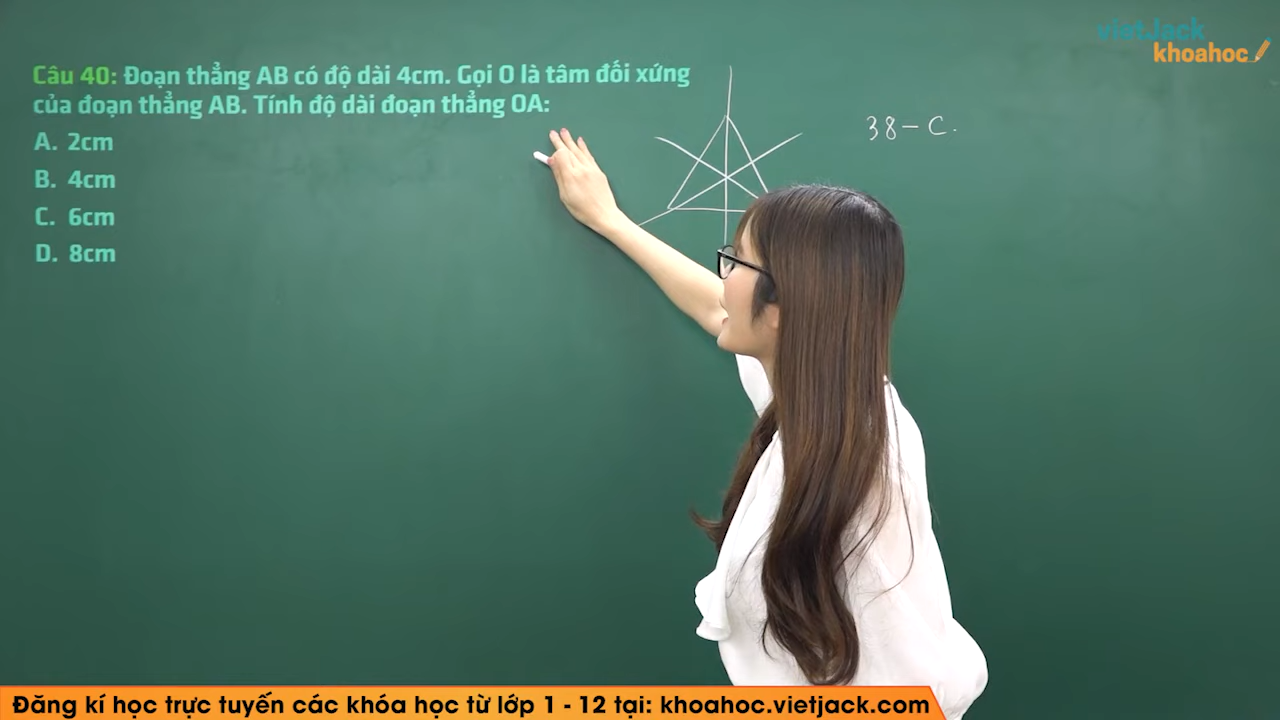 vietJack
khoahoc
Câu 40: Đoạn thẳng AB có độ dài 4cm. Gọi O là tâm đối xứng
của đoạn thẳng AB. Tính độ dài đoạn thẳng OA:
A. 2cm
B. 4cm
C. 6cm
D. 8cm
38 - C.
Đăng kí học trực tuyến các khóa học từ lớp 1 - 12 tại: khoahoc.vietjack.com